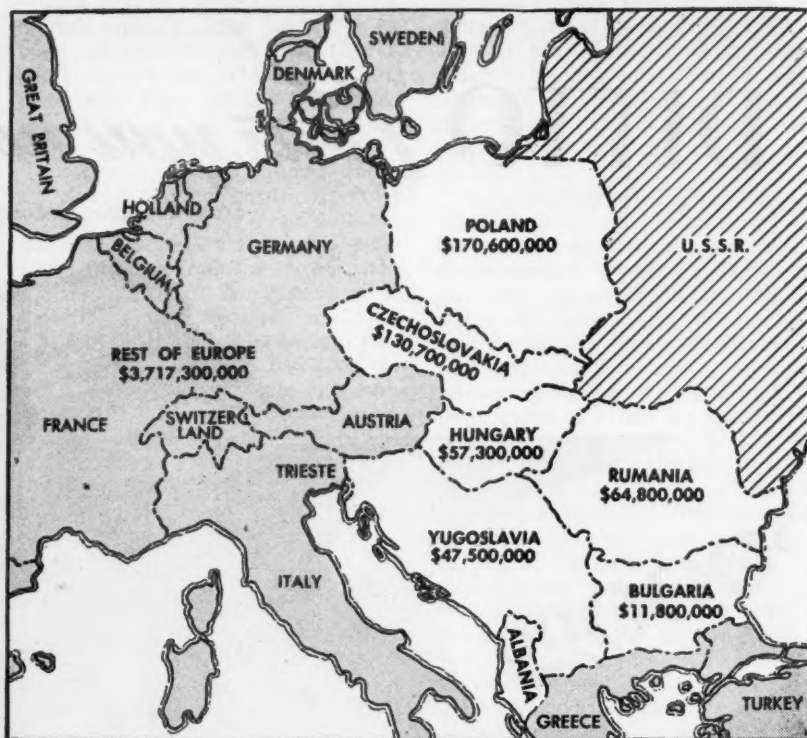 SWEDEN
DENMARK
GREAT BRITAIN
HOLLAND
BELGIUM
GERMANY
POLAND
$170,600,000
U.S.S.R.
CZECHOSLOVAKIA
$130,700,000
REST OF EUROPE
$3,717,300,000
FRANCE
SWITZER
LAND
AUSTRIA
HUNGARY
$57,300,000
RUMANIA
$64,800,000
TRIESTE
YUGOSLAVIA
$47,500,000
ITALY
BULGARIA
$11,800,000
ALBANIA
GREECE
TURKEY